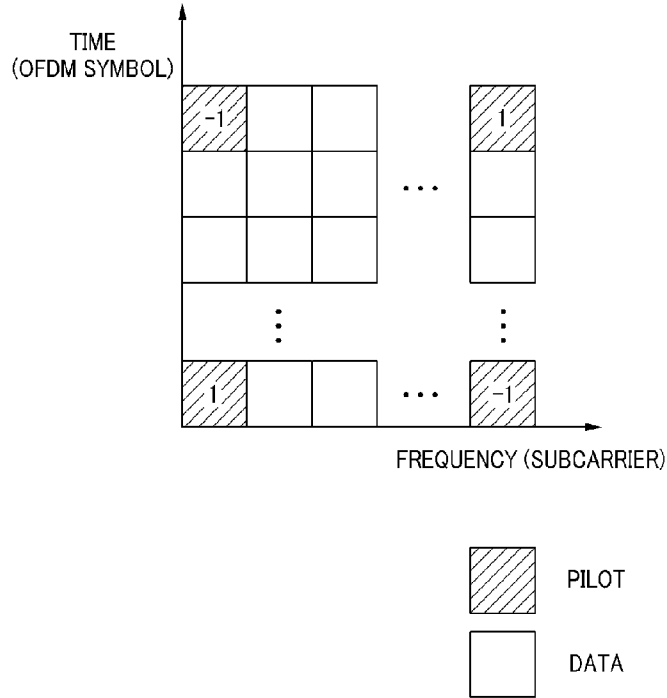 TIME
(OFDM SYMBOL)
-1
1
1
-1
FREQUENCY (SUBCARRIER)
PILOT
DATA